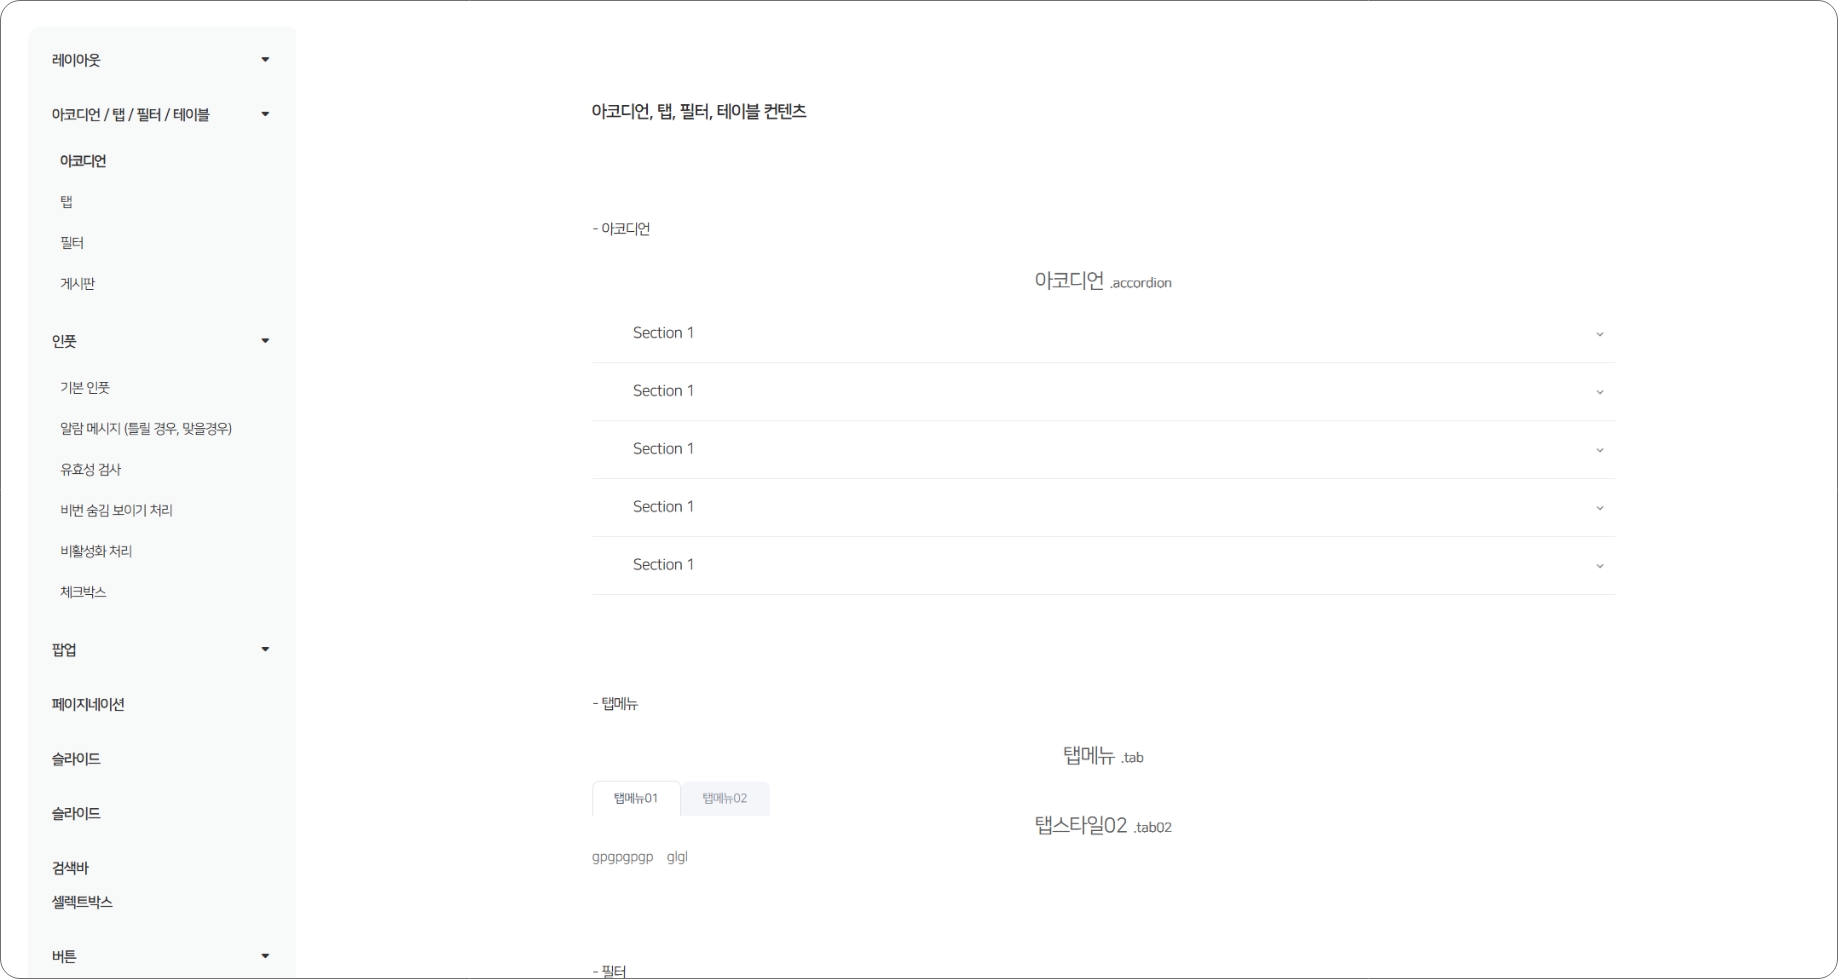 레이아웃
아코디언 / 탭 / 필터 / 테이블
아코디언
탭
필터
게시판
인풋
기본 인풋
알람 메시지 (틀릴 경우, 맞을경우)
유효성 검사
비번 숨김 보이기 처리
비활성화 처리
체크박스
팝업
페이지네이션
슬라이드
슬라이드
검색바
셀렉트박스
버튼
아코디언, 탭, 필터, 테이블 컨텐츠
- 아코디언
아코디언 .accordion
Section 1
Section 1
Section 1
Section 1
Section 1
- 탭메뉴
탭메뉴 .tab
탭메뉴01 탭메뉴02
탭스타일02 .tab02
gpgpgpgp glgl
- 필터